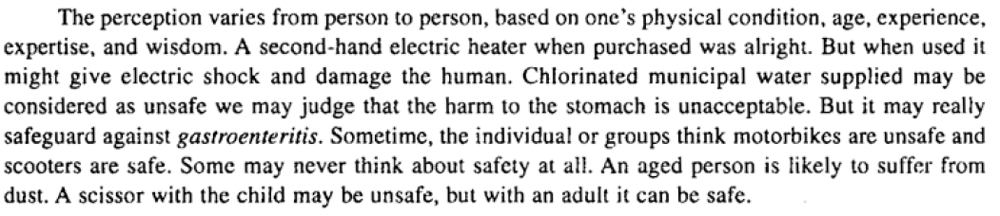 The perception varies from person to person, based on one's physical condition, age, experience,
expertise, and wisdom. A second-hand electric heater when purchased was alright. But when used it
might give electric shock and damage the human. Chlorinated municipal water supplied may be
considered as unsafe we may judge that the harm to the stomach is unacceptable. But it may really
safeguard against gastroenteritis. Sometime, the individual or groups think motorbikes are unsafe and
scooters are safe. Some may never think about safety at all. An aged person is likely to suffer from
dust. A scissor with the child may be unsafe, but with an adult it can be safe.